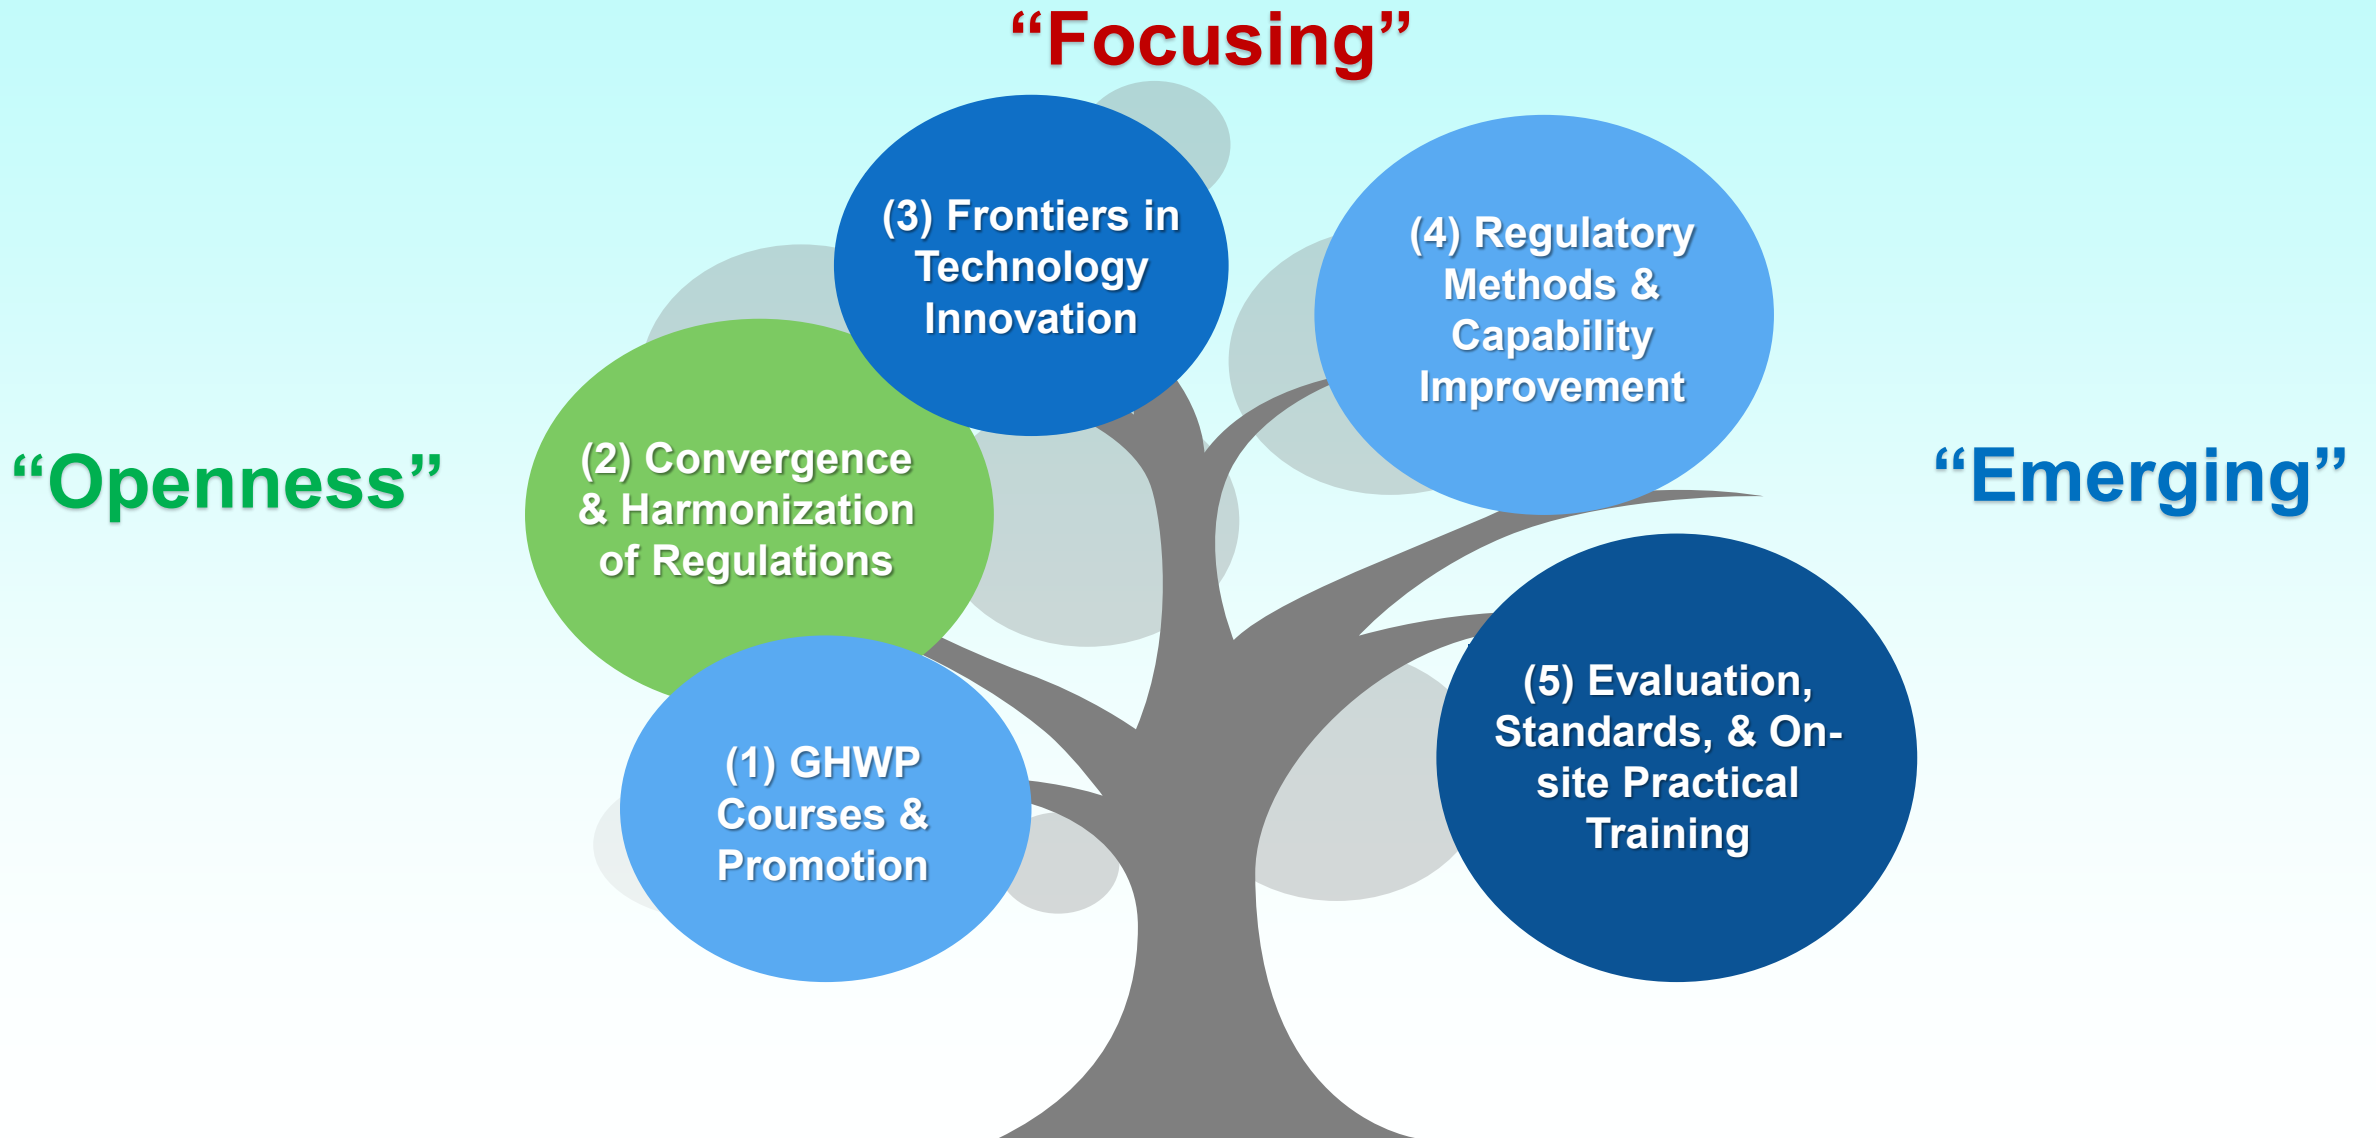 “Focusing”
(3) Frontiers in
Technology
Innovation
(4) Regulatory
Methods &
Capability
Improvement
“Openness”
(2) Convergence
& Harmonization
of Regulations
“Emerging”
(1) GHWP
Courses &
Promotion
(5) Evaluation,
Standards, & On-
site Practical
Training